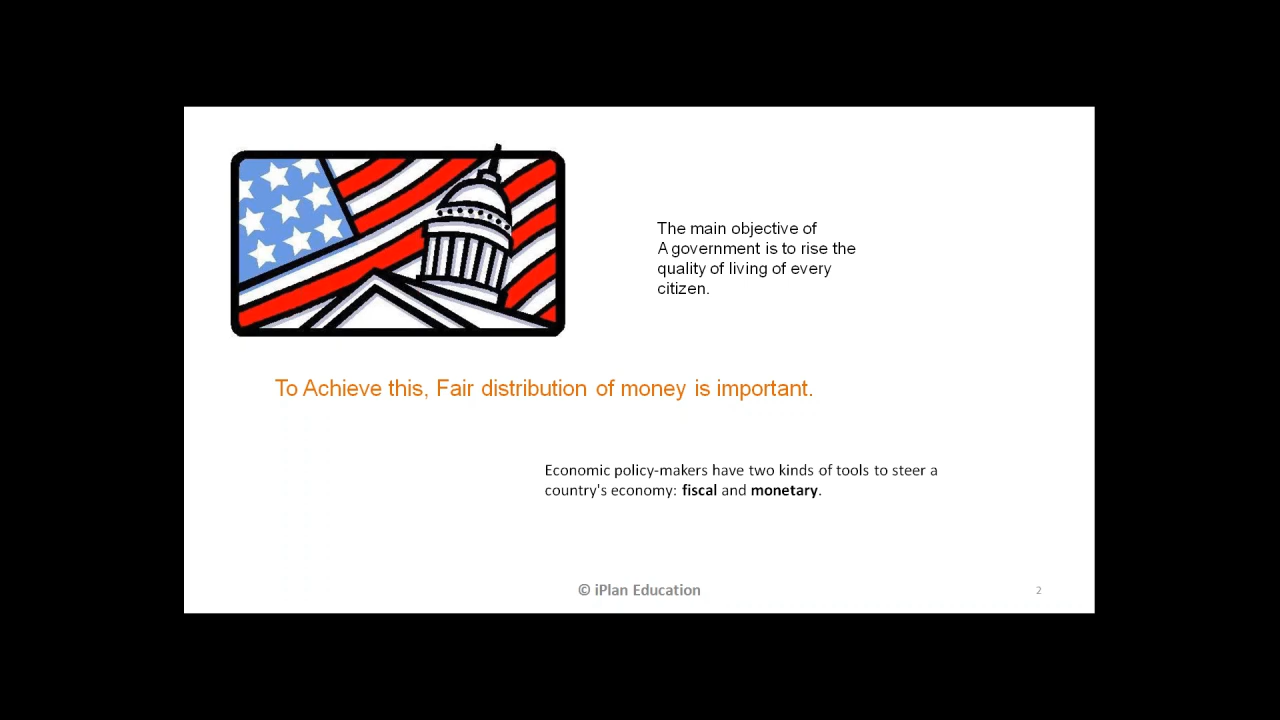 The main objective of
A government is to rise the
quality of living of every
citizen.
To Achieve this, Fair distribution of money is important.
Economic policy-makers have two kinds of tools to steer a
country's economy: fiscal and monetary.
© iPlan Education
2